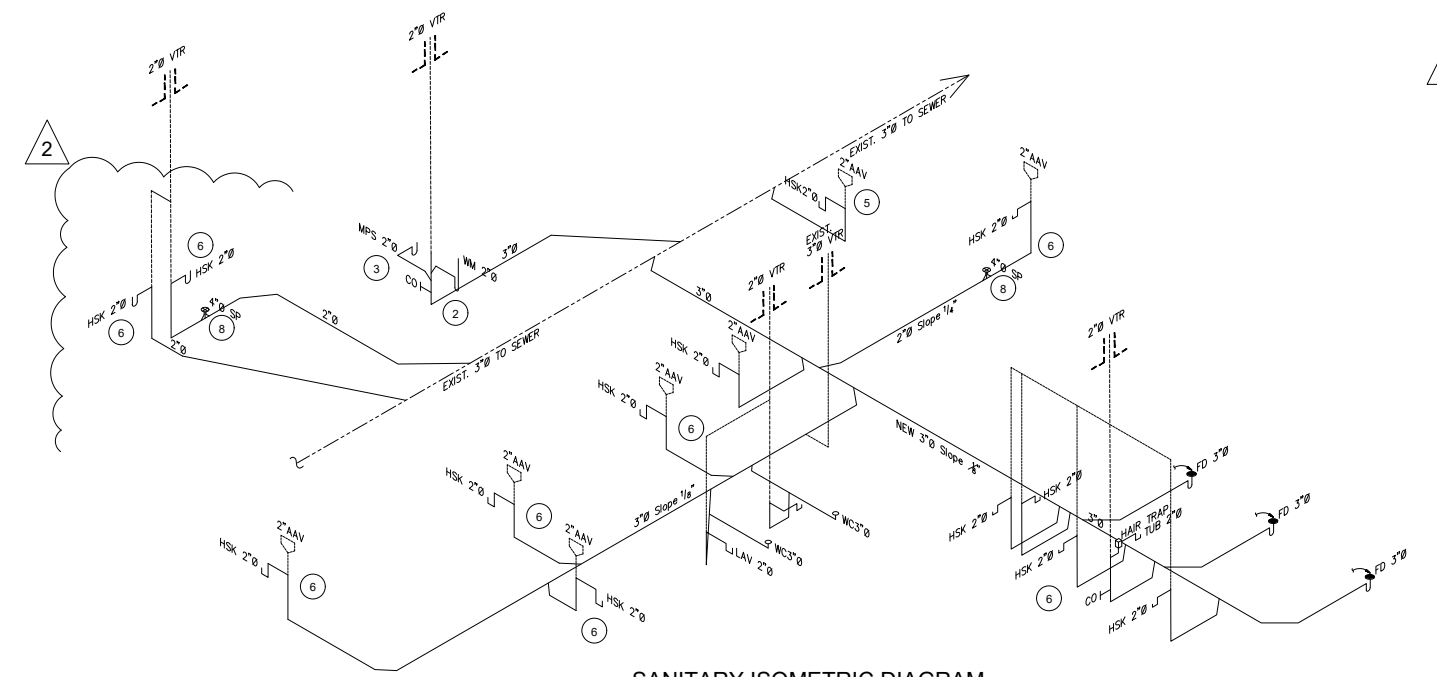 2"Ø VTR
2"Ø VTR
2
EXIST. 3"Ø TO SEWER
2"AAV
HSK2"Ø
5
2"AAV
HSK 2"Ø
6
6
HSK 2"Ø
HSK 2"Ø
6
4"Ø SP
8
2"Ø
2"Ø
MPS 2"Ø
3
CO
WM 2"Ø
3"Ø
2
EXIST.
3"Ø VTR
2"Ø VTR
3"Ø
4"Ø SP
8
2"Ø Slope 1/4"
EXIST. 3"Ø TO SEWER
2"AAV
HSK 2"Ø
2"AAV
HSK 2"Ø
6
2"Ø VTR
NEW 3"Ø Slope ⅛"
2"AAV
HSK 2"Ø
6
3"Ø Slope 1/8"
2"AAV
HSK 2"Ø
6
2"AAV
HSK 2"Ø
6
WC3"Ø
WC3"Ø
LAV 2"Ø
HSK 2"Ø
HSK 2"Ø
HSK 2"Ø
6
3"Ø
HAIR TRAP
TUB 2"Ø
CO
HSK 2"Ø
FD 3"Ø
FD 3"Ø
FD 3"Ø
SANITARY ISOMETRIC DIAGRAM